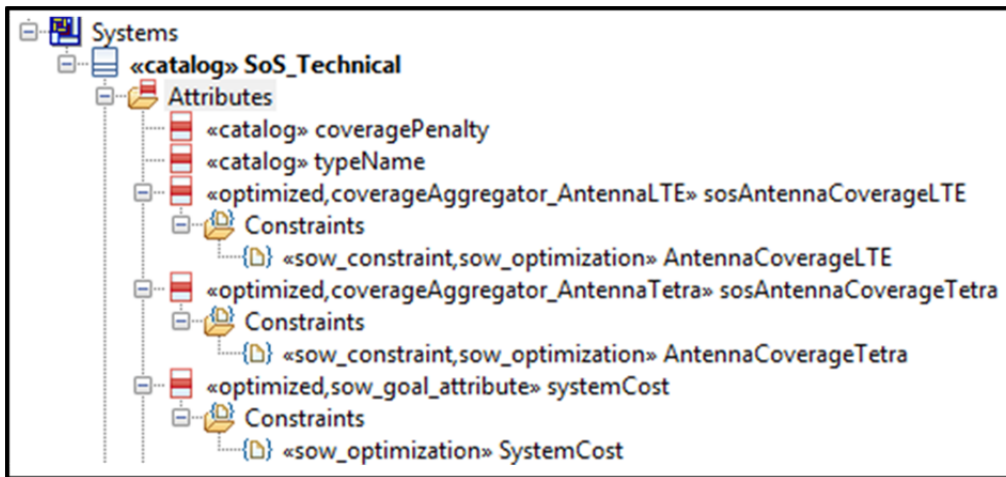 Systems
«catalog» SoS_Technical
Attributes
«catalog» coveragePenalty
«catalog» typeName
«optimized,coverageAggregator_AntennaLTE» sosAntennaCoverageLTE
Constraints
«sow_constraint,sow_optimization» AntennaCoverageLTE
«optimized,coverageAggregator_AntennaTetra» sosAntennaCoverageTetra
Constraints
«sow_constraint,sow_optimization» AntennaCoverageTetra
«optimized,sow_goal_attribute» systemCost
Constraints
«sow_optimization» SystemCost